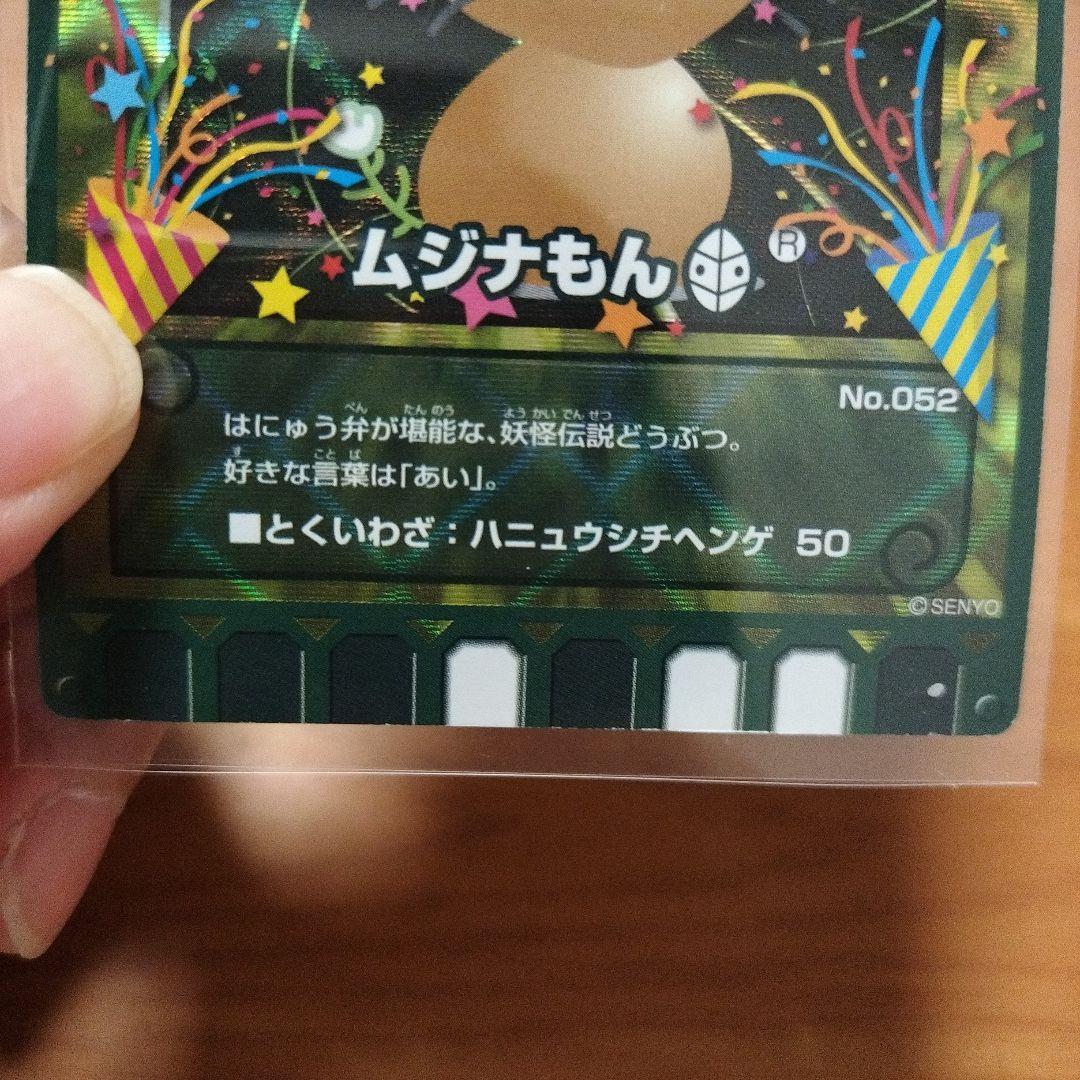 ムジナもん®
No.052
はにゅう弁が堪能な、妖怪伝説どうぶつ。
好きな言葉は「あい」。
■とくいわざ：ハニュウシチヘンゲ 50
©SENYO